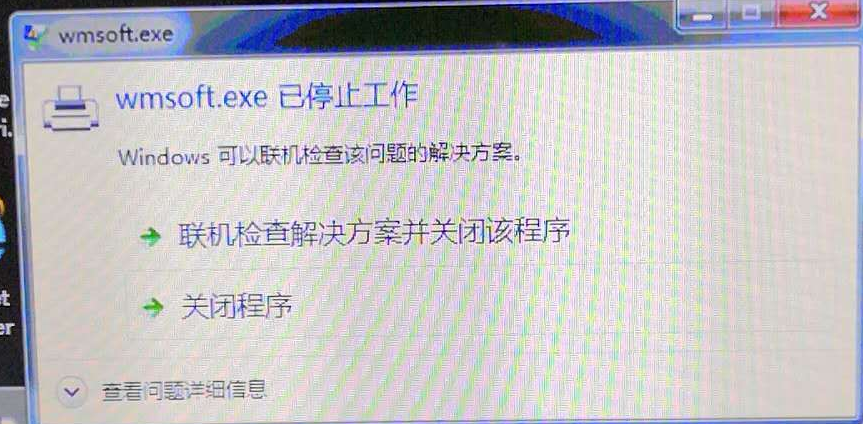 wmsoft.exe
wmsoft.exe 已停止工作
Windows 可以联机检查该问题的解决方案。
联机检查解决方案并关闭该程序
关闭程序
查看问题详细信息